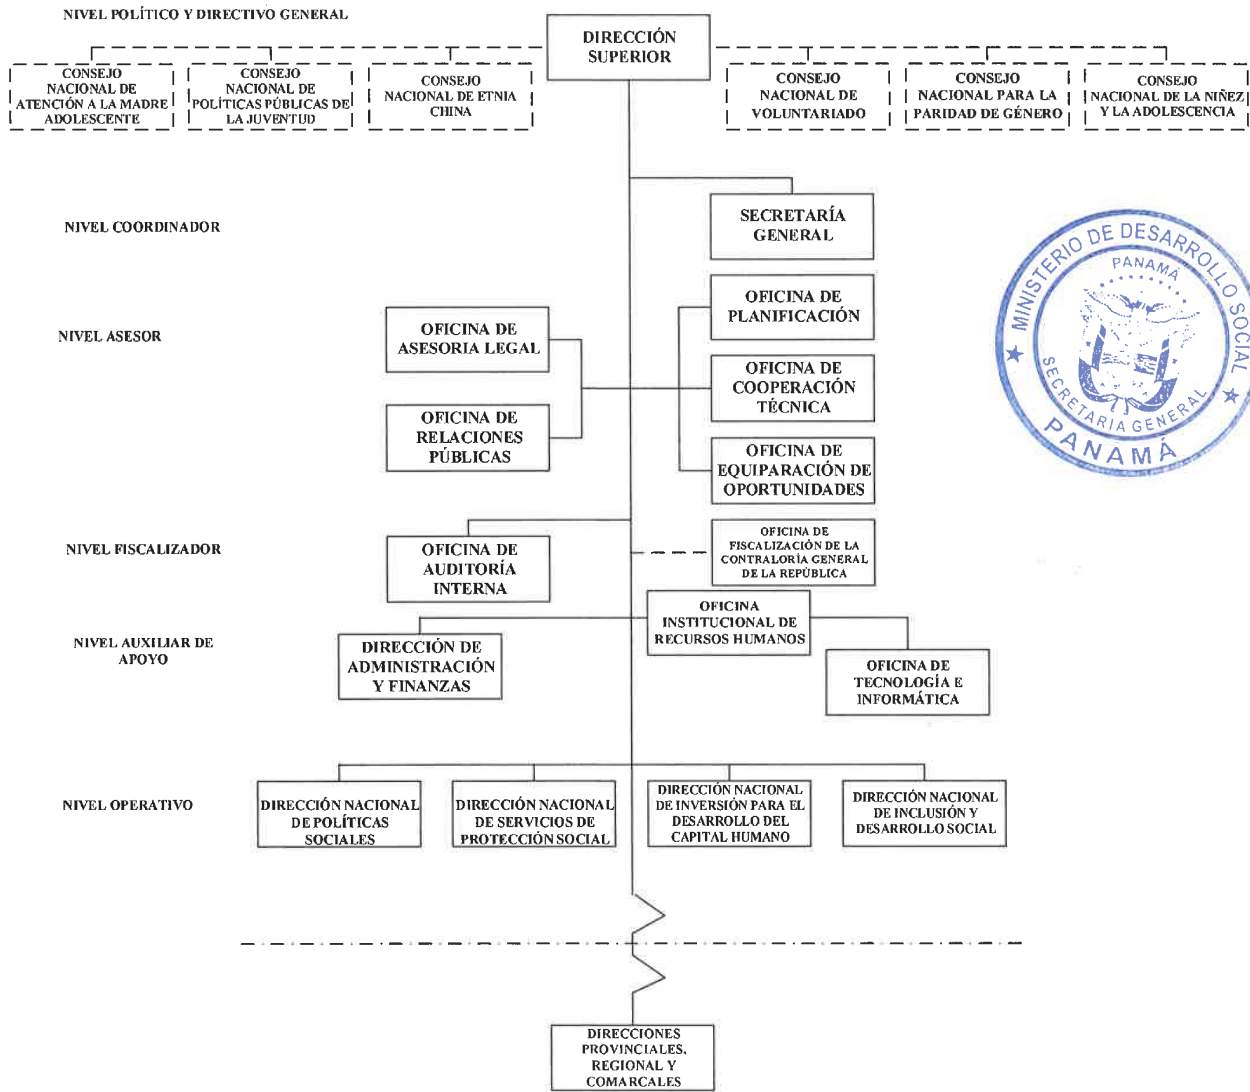 NIVEL POLÍTICO Y DIRECTIVO GENERAL
DIRECCIÓN
SUPERIOR
CONSEJO
NACIONAL DE
ATENCIÓN A LA MADRE
ADOLESCENTE
CONSEJO
NACIONAL DE
POLÍTICAS PÚBLICAS DE
LA JUVENTUD
CONSEJO
NACIONAL DE ETNIA
CHINA
CONSEJO
NACIONAL DE
VOLUNTARIADO
CONSEJO
NACIONAL PARA LA
PARIDAD DE GÉNERO
CONSEJO
NACIONAL DE LA NIÑEZ
Y LA ADOLESCENCIA
NIVEL COORDINADOR
SECRETARÍA
GENERAL
MINISTERIO DE DESARROLLO SOCIAL
PANAMÁ
SECRETARÍA GENERAL
PANAMÁ
NIVEL ASESOR
OFICINA DE
ASESORIA LEGAL
OFICINA DE
RELACIONES
PÚBLICAS
OFICINA DE
PLANIFICACIÓN
OFICINA DE
COOPERACIÓN
TÉCNICA
OFICINA DE
EQUIPARACIÓN DE
OPORTUNIDADES
NIVEL FISCALIZADOR
OFICINA DE
AUDITORÍA
INTERNA
OFICINA DE
FISCALIZACIÓN DE LA
CONTRALORÍA GENERAL
DE LA REPÚBLICA
NIVEL AUXILIAR DE
APOYO
DIRECCIÓN DE
ADMINISTRACIÓN
Y FINANZAS
OFICINA
INSTITUCIONAL DE
RECURSOS HUMANOS
OFICINA DE
TECNOLOGÍA E
INFORMÁTICA
NIVEL OPERATIVO
DIRECCIÓN NACIONAL
DE POLÍTICAS
SOCIALES
DIRECCIÓN NACIONAL
DE SERVICIOS DE
PROTECCIÓN SOCIAL
DIRECCIÓN NACIONAL
DE INVERSIÓN PARA EL
DESARROLLO DEL
CAPITAL HUMANO
DIRECCIÓN NACIONAL
DE INCLUSIÓN Y
DESARROLLO SOCIAL
DIRECCIONES
PROVINCIALES,
REGIONAL Y
COMARCALES